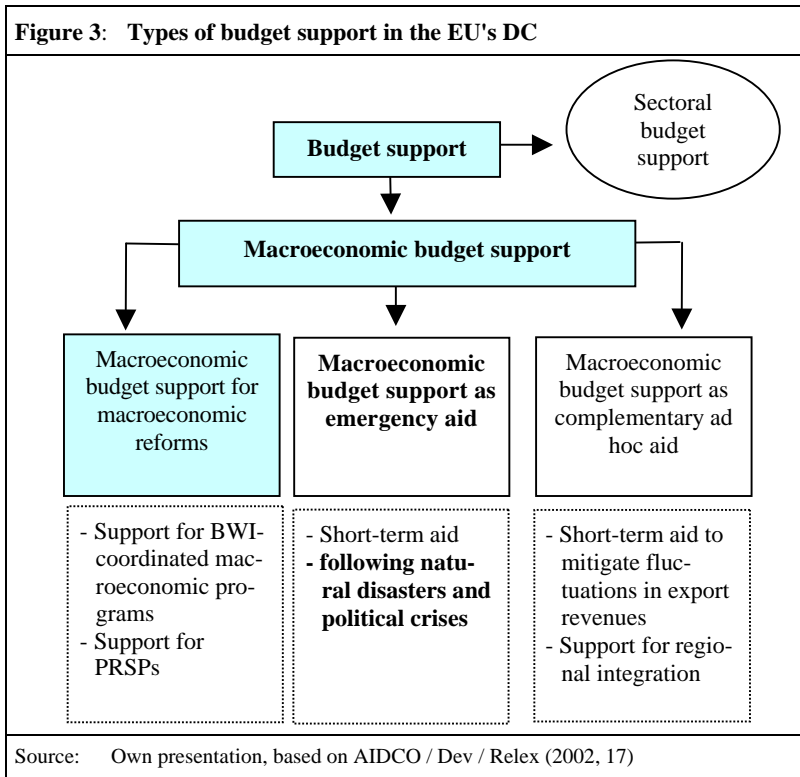 Figure 3: Types of budget support in the EU's DC
Sectoral
budget
support
Budget support
Macroeconomic budget support
Macroeconomic
budget support for
macroeconomic
reforms
Macroeconomic
budget support as
emergency aid
Macroeconomic
budget support as
complementary ad
hoc aid
- Support for BWI-
coordinated mac-
roeconomic pro-
grams
- Support for
PRSPs
- Short-term aid
- following natu-
ral disasters and
political crises
- Short-term aid to
mitigate fluc-
tuations in export
revenues
- Support for regio-
nal integration
Source: Own presentation, based on AIDCO / Dev / Relex (2002, 17)